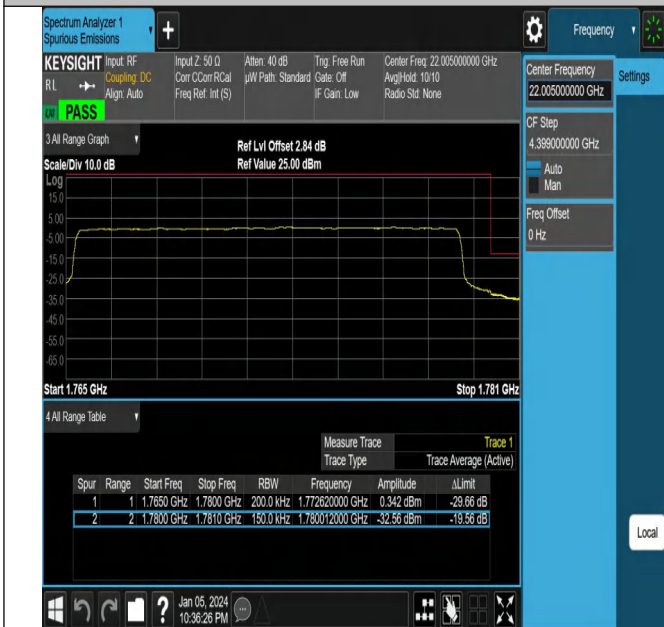 Spectrum Analyzer 1
Spurious Emissions
Frequency
KEYSIGHT
RL
PASS
Input: RF
Coupling: DC
Align: Auto
Input Z: 50 Ω
Corr CCorr RCal
Freq Ref: Int (S)
Atten: 40 dB
µW Path: Standard
Trig: Free Run
Gate: Off
IF Gain: Low
Center Freq: 22.005000000 GHz
Avg|Hold: 10/10
Radio Std: None
Center Frequency
22.005000000 GHz
Settings
CF Step
4.399000000 GHz
Auto
Man
Freq Offset
0 Hz
3 All Range Graph
Scale/Div 10.0 dB
Ref Lvl Offset 2.84 dB
Ref Value 25.00 dBm
Log
15.0
5.00
-5.00
-15.0
-25.0
-35.0
-45.0
-55.0
-65.0
Start 1.765 GHz
Stop 1.781 GHz
4 All Range Table
Measure Trace Trace 1
Trace Type Trace Average (Active)
Spur Range Start Freq Stop Freq RBW Frequency Amplitude ΔLimit
1 1 1.7650 GHz 1.7800 GHz 200.0 kHz 1.772620000 GHz 0.342 dBm -29.66 dB
2 2 1.7800 GHz 1.7810 GHz 150.0 kHz 1.780012000 GHz -32.56 dBm -19.56 dB
Local
?
Jan 05, 2024
10:36:26 PM